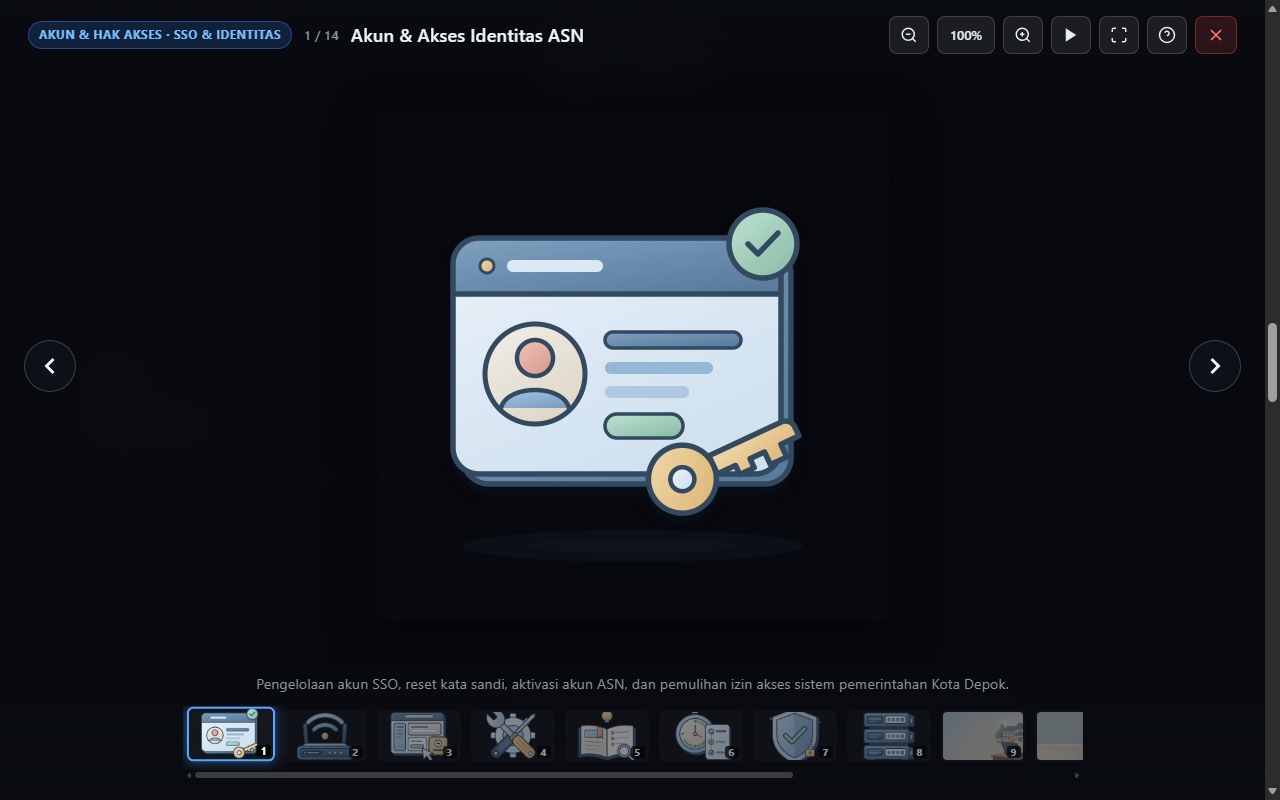 AKUN & HAK AKSES · SSO & IDENTITAS
1 / 14
Akun & Akses Identitas ASN
100%
Pengelolaan akun SSO, reset kata sandi, aktivasi akun ASN, dan pemulihan izin akses sistem pemerintahan Kota Depok.
1
2
3
4
5
6
7
8
9